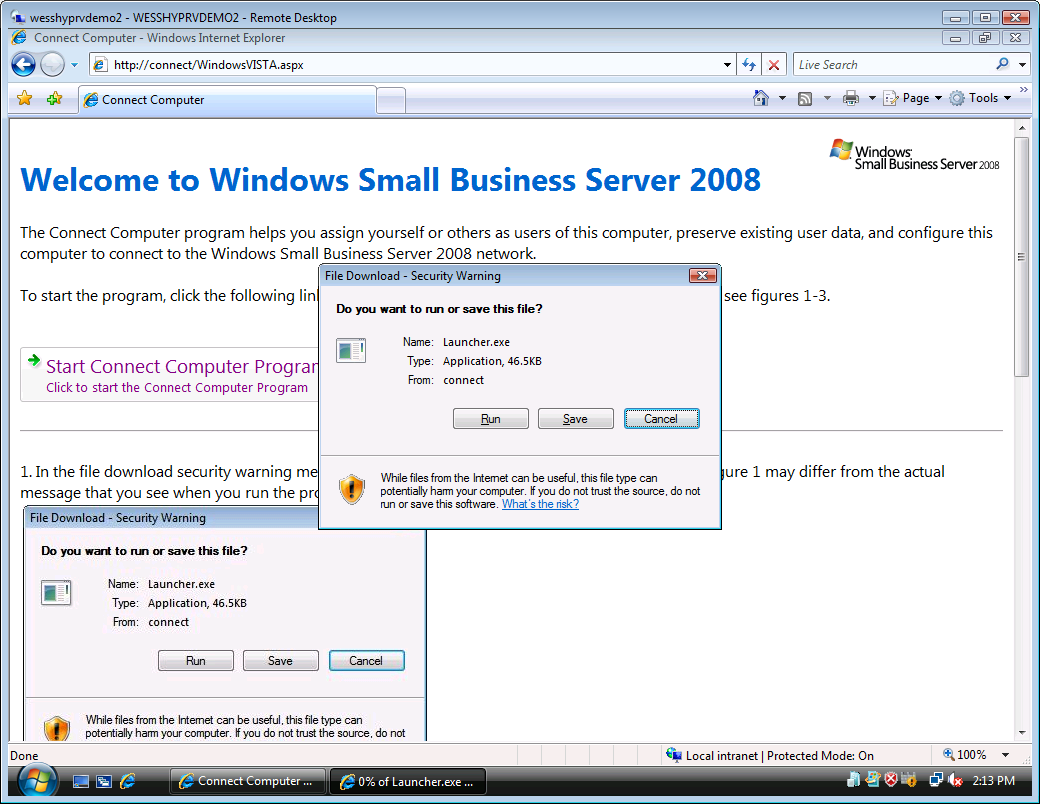 wesshyprvdemo2 - WESSHYPRVDEMO2 - Remote Desktop
Connect Computer - Windows Internet Explorer
http://connect/WindowsVISTA.aspx
Live Search
Connect Computer
Page
Tools
Windows
Small Business Server 2008
Welcome to Windows Small Business Server 2008
The Connect Computer program helps you assign yourself or others as users of this computer, preserve existing user data, and configure this
computer to connect to the Windows Small Business Server 2008 network.
To start the program, click the following lin
see figures 1-3.
Start Connect Computer Program
Click to start the Connect Computer Program
File Download - Security Warning
Do you want to run or save this file?
Name: Launcher.exe
Type: Application, 46.5KB
From: connect
Run
Save
Cancel
While files from the Internet can be useful, this file type can
potentially harm your computer. If you do not trust the source, do not
run or save this software. What's the risk?
1. In the file download security warning me
gure 1 may differ from the actual
message that you see when you run the pro
File Download - Security Warning
Do you want to run or save this file?
Name: Launcher.exe
Type: Application, 46.5KB
From: connect
Run
Save
Cancel
While files from the Internet can be useful, this file type can
potentially harm your computer. If you do not trust the source, do not
Done
Local intranet | Protected Mode: On
100%
Connect Computer ...
0% of Launcher.exe ...
2:13 PM